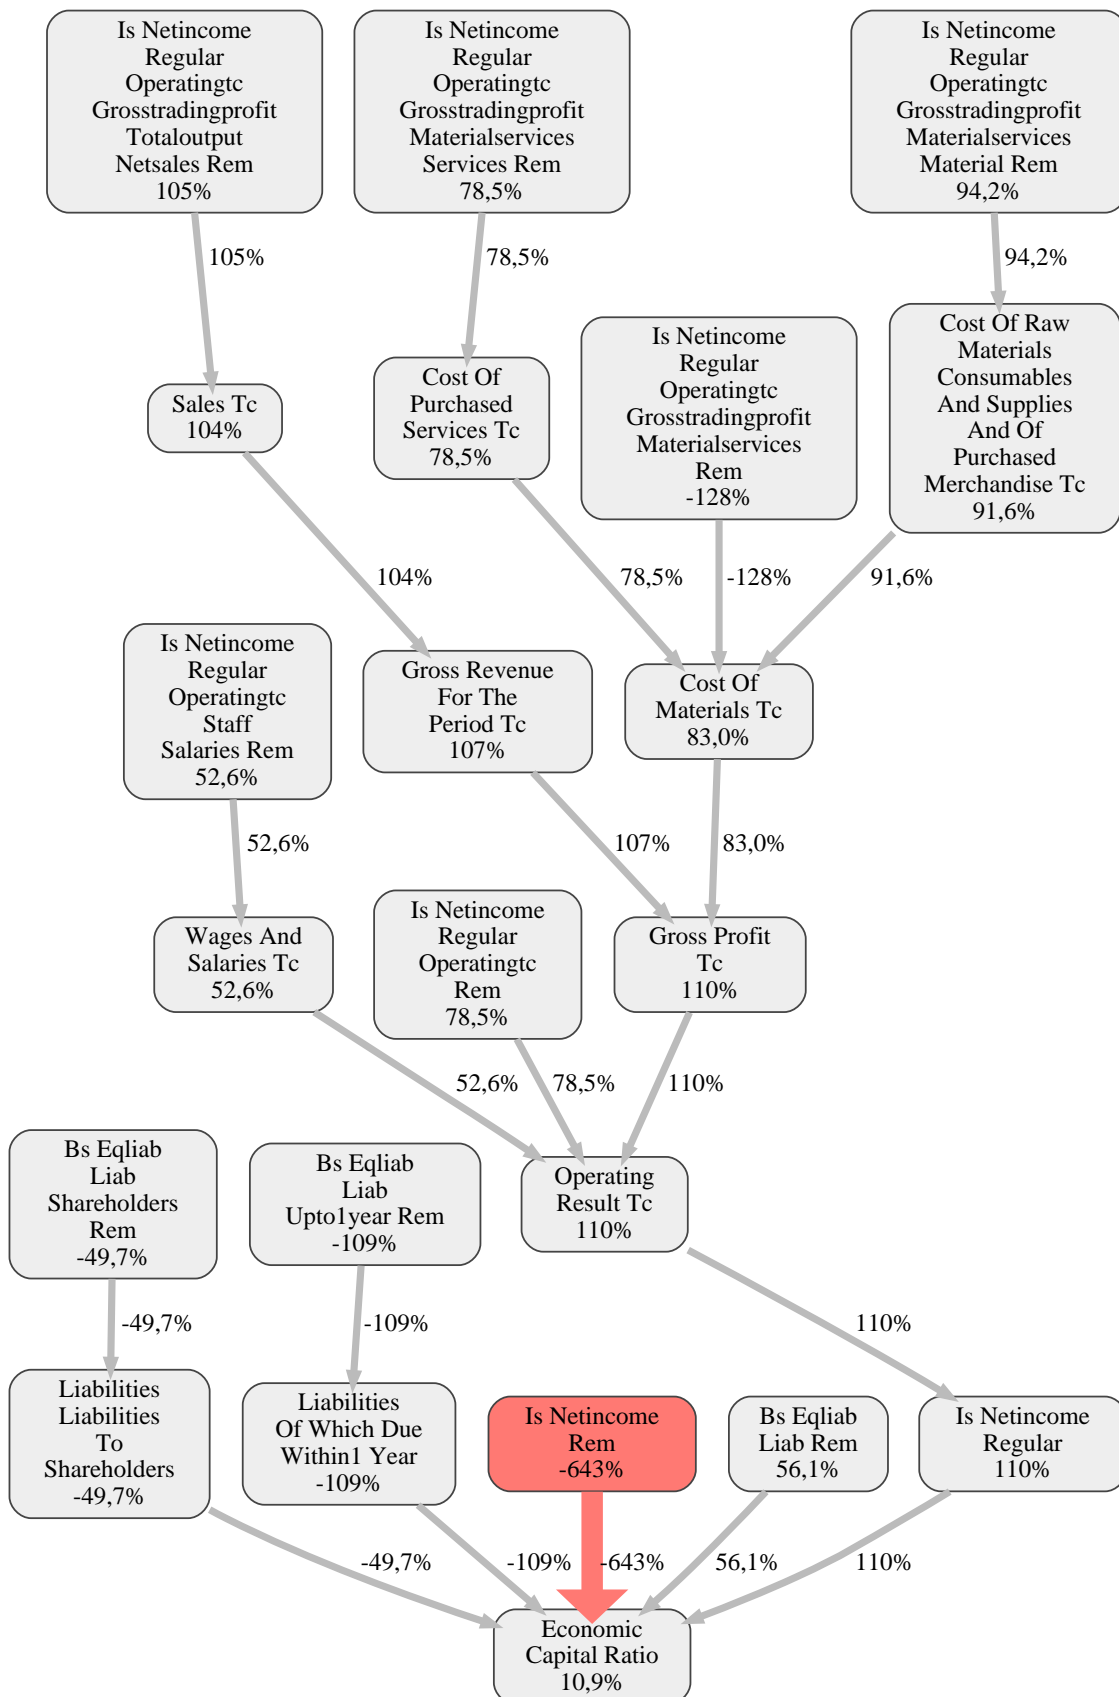 Is Netincome
Regular
Operatingtc
Grosstradingprofit
Totaloutput
Netsales Rem
105%
Is Netincome
Regular
Operatingtc
Grosstradingprofit
Materialservices
Services Rem
78,5%
Is Netincome
Regular
Operatingtc
Grosstradingprofit
Materialservices
Material Rem
94,2%
105%
78,5%
94,2%
Sales Tc
104%
Cost Of
Purchased
Services Tc
78,5%
Is Netincome
Regular
Operatingtc
Grosstradingprofit
Materialservices
Rem
-128%
Cost Of Raw
Materials
Consumables
And Supplies
And Of
Purchased
Merchandise Tc
91,6%
104%
78,5%
-128%
91,6%
Is Netincome
Regular
Operatingtc
Staff
Salaries Rem
52,6%
Gross Revenue
For The
Period Tc
107%
Cost Of
Materials Tc
83,0%
52,6%
107%
83,0%
Wages And
Salaries Tc
52,6%
Is Netincome
Regular
Operatingtc
Rem
78,5%
Gross Profit
Tc
110%
52,6%
78,5%
110%
Bs Eqliab
Liab
Shareholders
Rem
-49,7%
Bs Eqliab
Liab
Upto1year Rem
-109%
Operating
Result Tc
110%
-49,7%
-109%
110%
Liabilities
Liabilities
To
Shareholders
-49,7%
Liabilities
Of Which Due
Within1 Year
-109%
Is Netincome
Rem
-643%
Bs Eqliab
Liab Rem
56,1%
Is Netincome
Regular
110%
-49,7%
-109%
-643%
56,1%
110%
Economic
Capital Ratio
10,9%